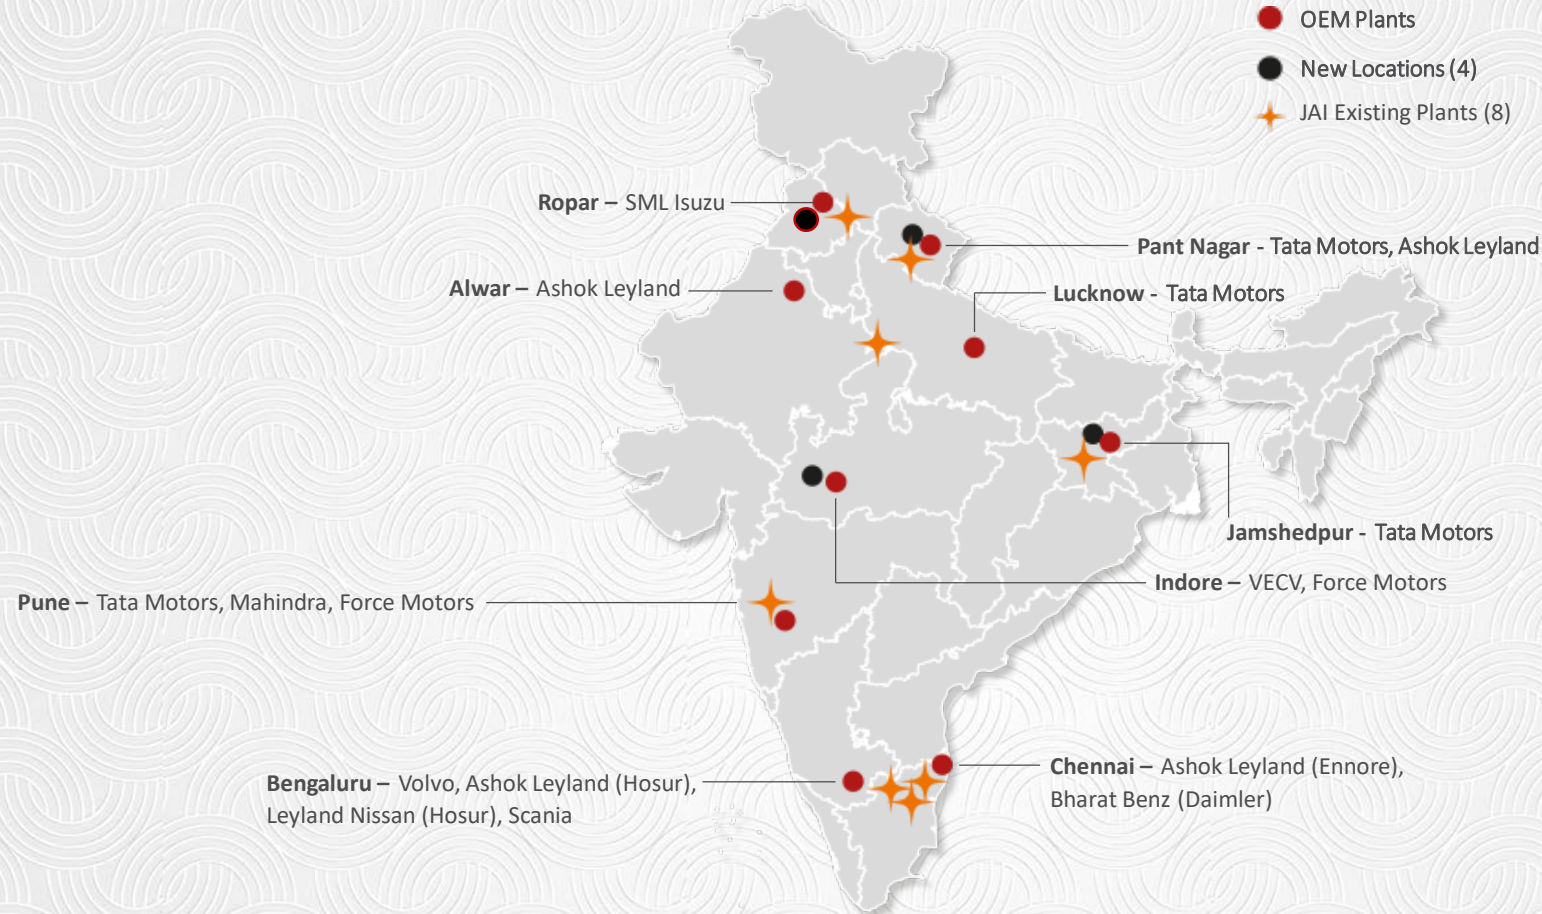 OEM Plants
New Locations (4)
JAI Existing Plants (8)
Ropar – SML Isuzu
Pant Nagar - Tata Motors, Ashok Leyland
Alwar – Ashok Leyland
Lucknow - Tata Motors
Jamshedpur - Tata Motors
Indore – VECV, Force Motors
Pune – Tata Motors, Mahindra, Force Motors
Bengaluru – Volvo, Ashok Leyland (Hosur),
Leyland Nissan (Hosur), Scania
Chennai – Ashok Leyland (Ennore),
Bharat Benz (Daimler)